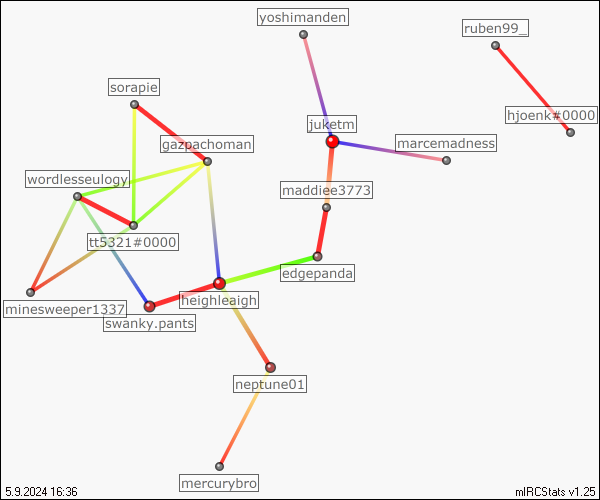 yoshimanden
ruben99_
sorapie
hjoenk#0000
juketm
gazpachoman
marcemadness
wordlesseulogy
maddiee3773
tt5321#0000
edgepanda
minesweeper1337
heighleaigh
swanky.pants
neptune01
mercurybro
5.9.2024 16:36
mIRCStats v1.25